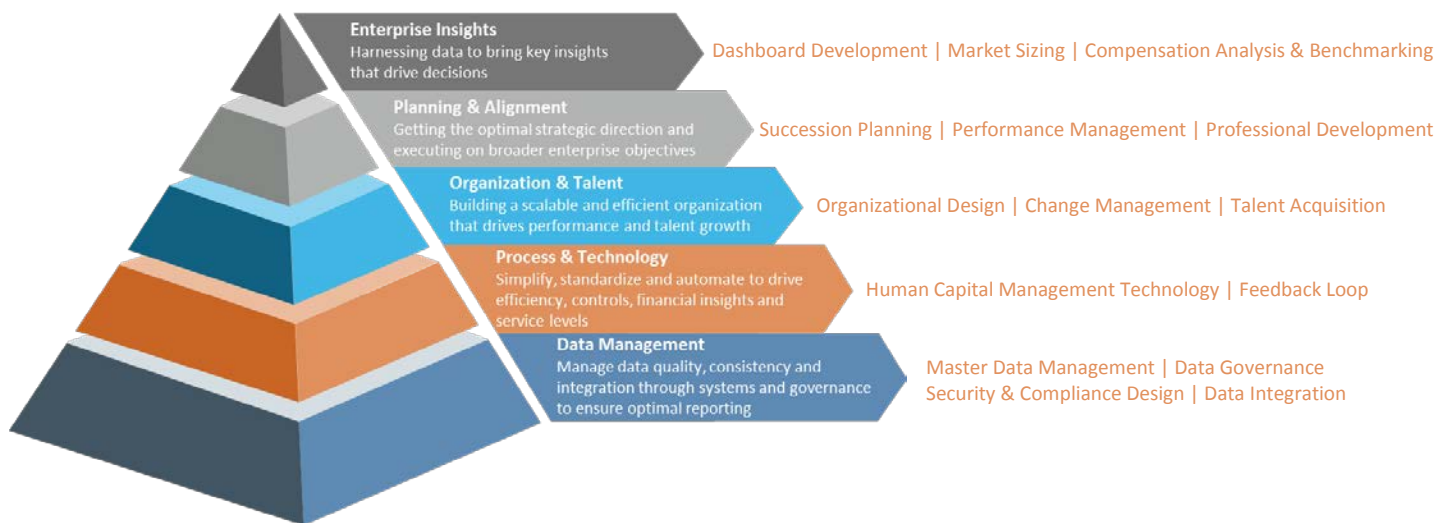 Enterprise Insights
Harnessing data to bring key insights
that drive decisions
Dashboard Development | Market Sizing | Compensation Analysis & Benchmarking
Planning & Alignment
Getting the optimal strategic direction and
executing on broader enterprise objectives
Succession Planning | Performance Management | Professional Development
Organization & Talent
Building a scalable and efficient organization
that drives performance and talent growth
Organizational Design | Change Management | Talent Acquisition
Process & Technology
Simplify, standardize and automate to drive
efficiency, controls, financial insights and
service levels
Human Capital Management Technology | Feedback Loop
Data Management
Manage data quality, consistency and
integration through systems and governance
to ensure optimal reporting
Master Data Management | Data Governance
Security & Compliance Design | Data Integration